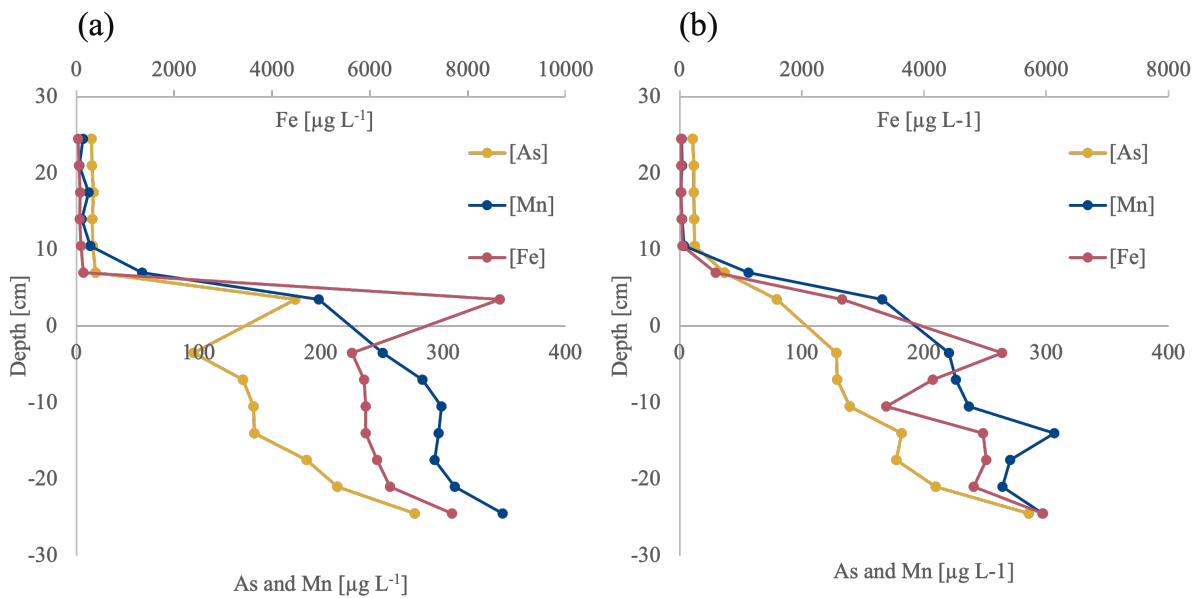 (a)
0 2000 4000 6000 8000 10000
Fe [µg L-1]
30
20
10
0
-10
-20
-30
Depth [cm]
[As]
[Mn]
[Fe]
0 100 200 300 400
As and Mn [µg L-1]
(b)
0 2000 4000 6000 8000
Fe [µg L-1]
30
20
10
0
-10
-20
-30
Depth [cm]
[As]
[Mn]
[Fe]
0 100 200 300 400
As and Mn [µg L-1]